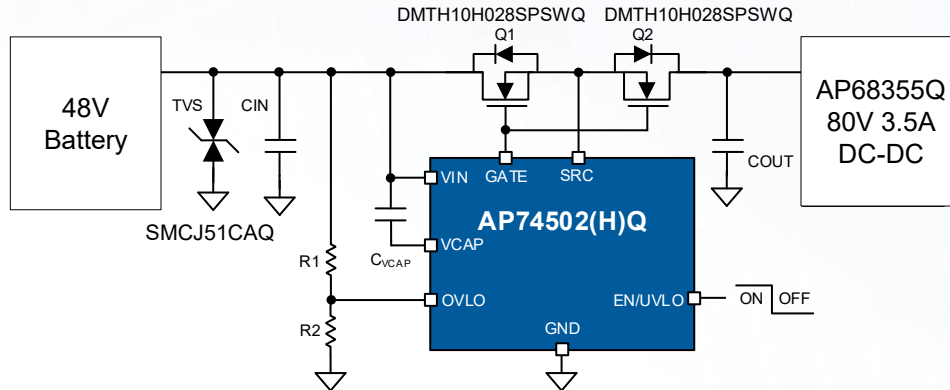 DMTH10H028SPSWQ DMTH10H028SPSWQ
Q1 Q2
48V
Battery
TVS CIN
SMCJ51CAQ
AP68355Q
80V 3.5A
DC-DC
COUT
GATE SRC
VIN
AP74502(H)Q
VCAP
CVCAP
R1
OVLO
EN/UVLO
ON OFF
R2
GND